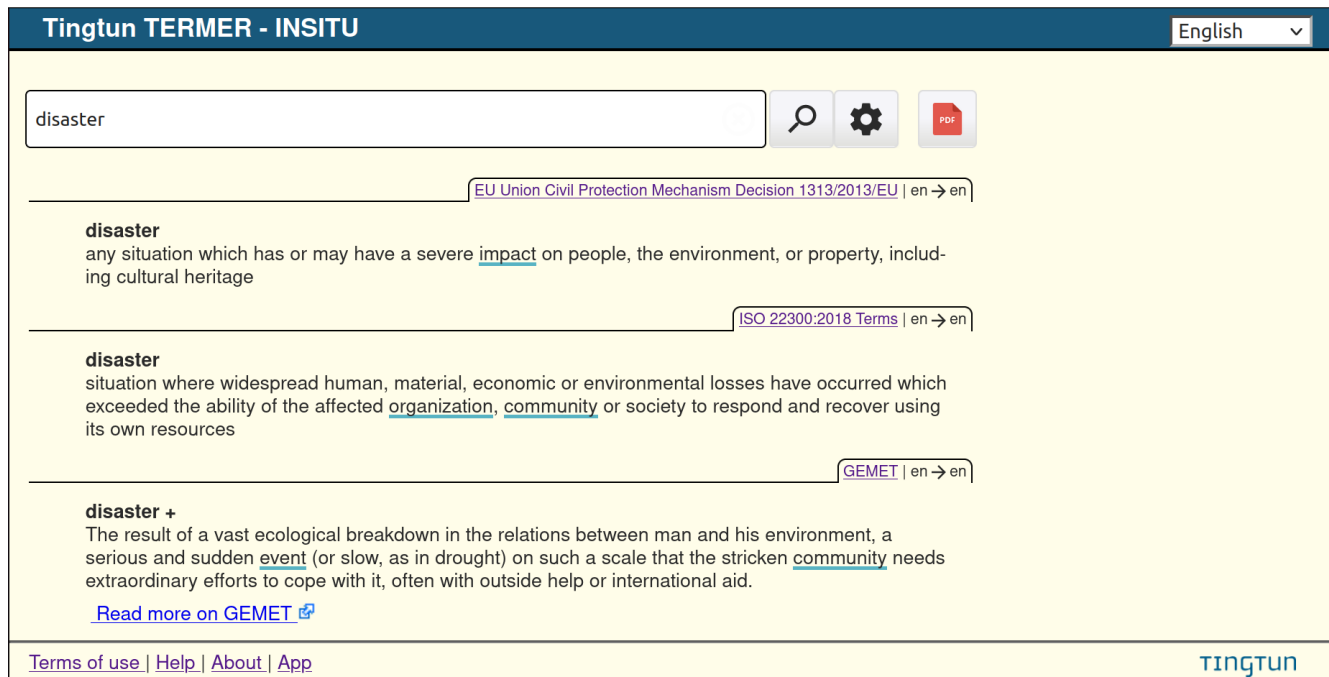 Tingtun TERMER - INSITU
English
disaster
PDF
EU Union Civil Protection Mechanism Decision 1313/2013/EU | en → en
disaster
any situation which has or may have a severe impact on people, the environment, or property, includ-
ing cultural heritage
ISO 22300:2018 Terms | en → en
disaster
situation where widespread human, material, economic or environmental losses have occurred which
exceeded the ability of the affected organization, community or society to respond and recover using
its own resources
GEMET | en → en
disaster +
The result of a vast ecological breakdown in the relations between man and his environment, a
serious and sudden event (or slow, as in drought) on such a scale that the stricken community needs
extraordinary efforts to cope with it, often with outside help or international aid.
Read more on GEMET
Terms of use | Help | About | App
TINGTUN